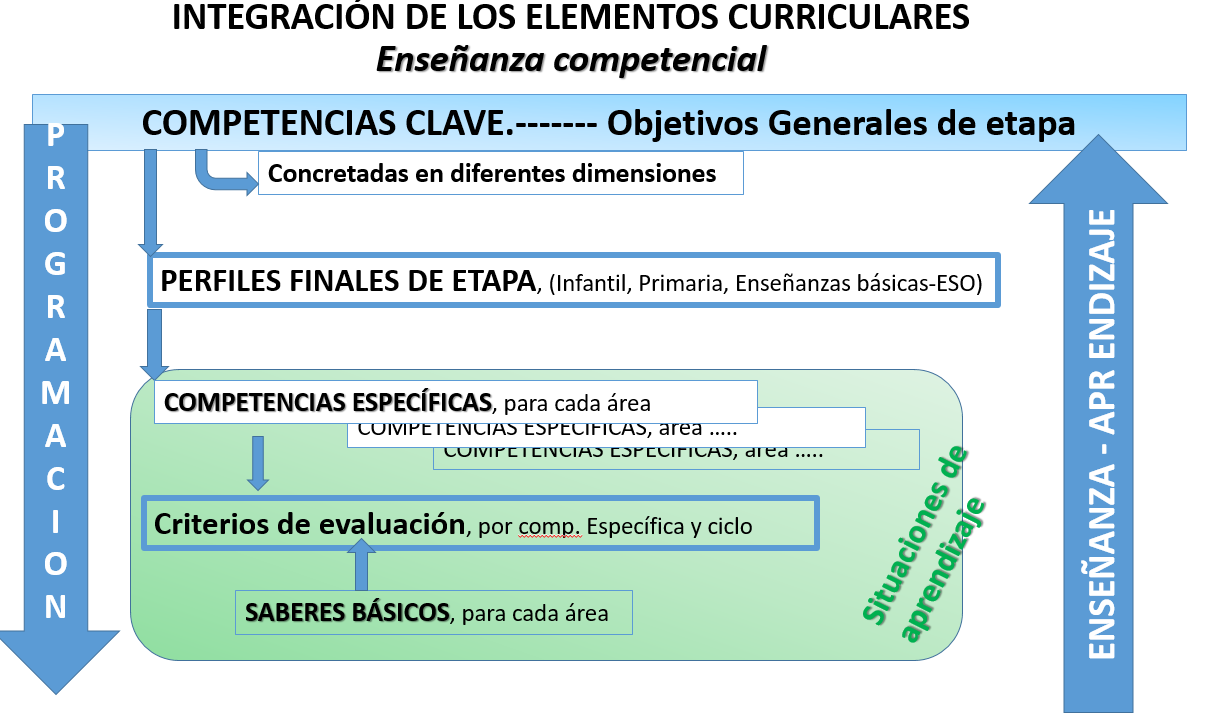 INTEGRACIÓN DE LOS ELEMENTOS CURRICULARES
Enseñanza competencial
COMPETENCIAS CLAVE.------- Objetivos Generales de etapa
Concretadas en diferentes dimensiones
PERFILES FINALES DE ETAPA, (Infantil, Primaria, Enseñanzas básicas-ESO)
COMPETENCIAS ESPECÍFICAS, para cada área
COMPETENCIAS ESPECÍFICAS, área …..
COMPETENCIAS ESPECÍFICAS, área …..
Criterios de evaluación, por comp. Específica y ciclo
SABERES BÁSICOS, para cada área
Situaciones de
aprendizaje
PROGRAMACION
ENSEÑANZA - APR ENDIZAJE